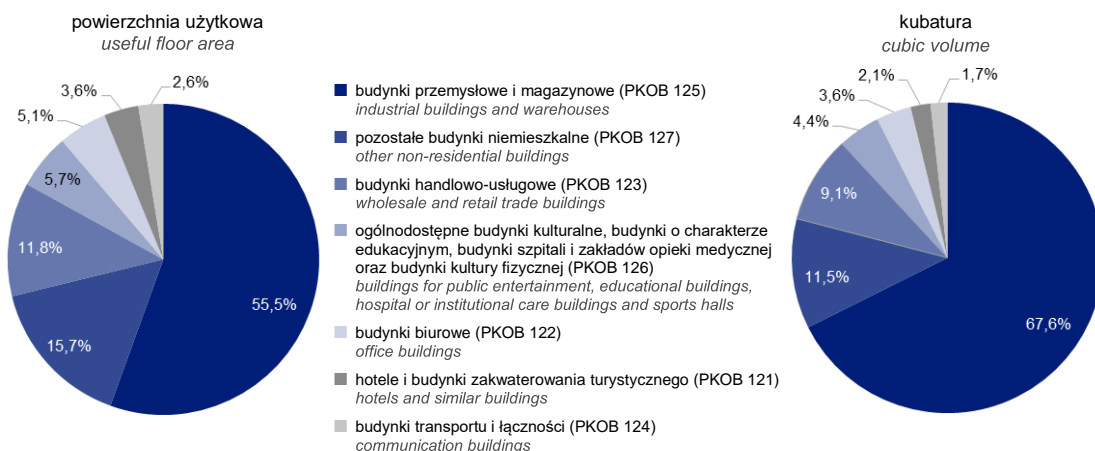 powierzchnia użytkowa
useful floor area
2,6%
3,6%
5,1%
5,7%
11,8%
15,7%
55,5%
budynki przemysłowe i magazynowe (PKOB 125)
industrial buildings and warehouses
pozostałe budynki niemieszkalne (PKOB 127)
other non-residential buildings
budynki handlowo-usługowe (PKOB 123)
wholesale and retail trade buildings
ogólnodostępne budynki kulturalne, budynki o charakterze
edukacyjnym, budynki szpitali i zakładów opieki medycznej
oraz budynki kultury fizycznej (PKOB 126)
buildings for public entertainment, educational buildings,
hospital or institutional care buildings and sports halls
budynki biurowe (PKOB 122)
office buildings
hotele i budynki zakwaterowania turystycznego (PKOB 121)
hotels and similar buildings
budynki transportu i łączności (PKOB 124)
communication buildings
kubatura
cubic volume
1,7%
2,1%
3,6%
4,4%
9,1%
11,5%
67,6%